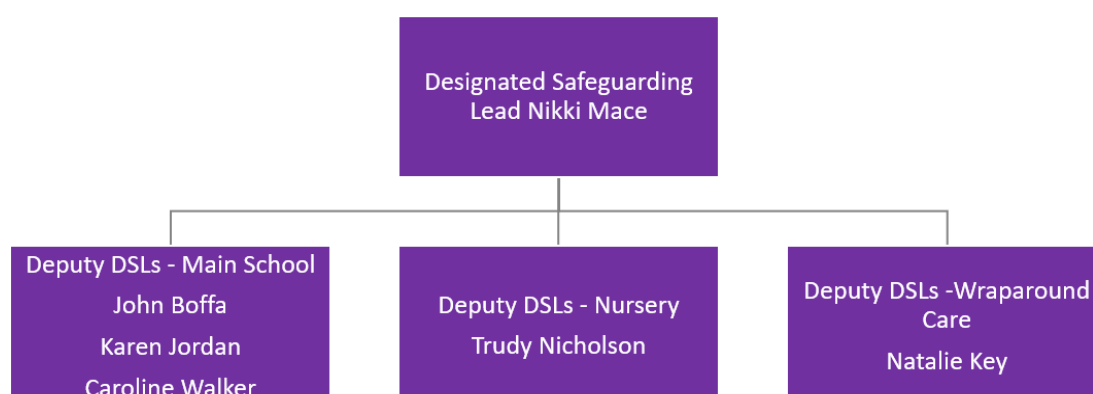 Designated Safeguarding
Lead Nikki Mace
Deputy DSLs - Main School
John Boffa
Karen Jordan
Caroline Walker
Deputy DSLs - Nursery
Trudy Nicholson
Deputy DSLs -Wraparound
Care
Natalie Key